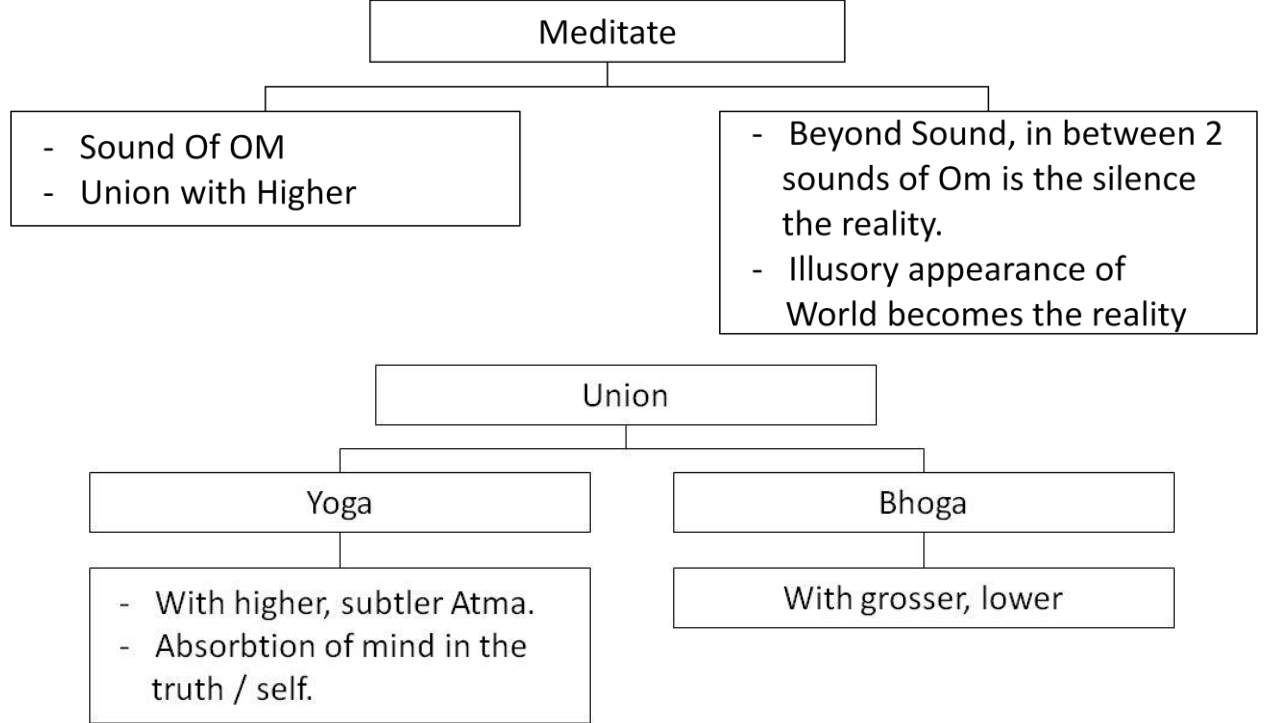 Meditate
- Sound Of OM
- Union with Higher
- Beyond Sound, in between 2
sounds of Om is the silence
the reality.
- Illusory appearance of
World becomes the reality
Union
Yoga
Bhoga
- With higher, subtler Atma.
- Absorbtion of mind in the
truth / self.
With grosser, lower